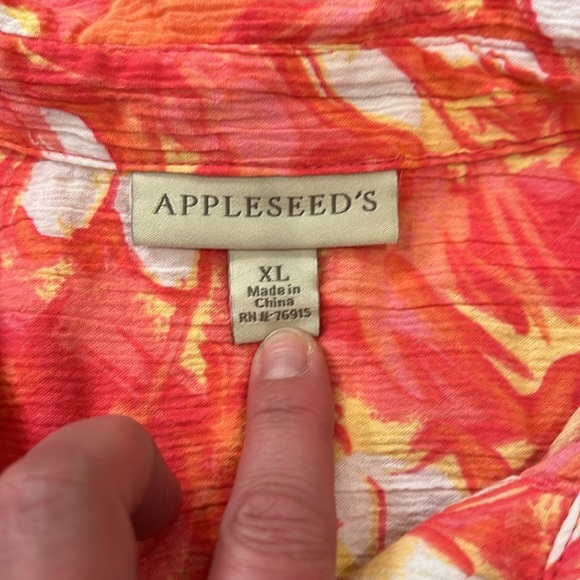 APPLESEED'S
XL
Made in
China
RN #-76915